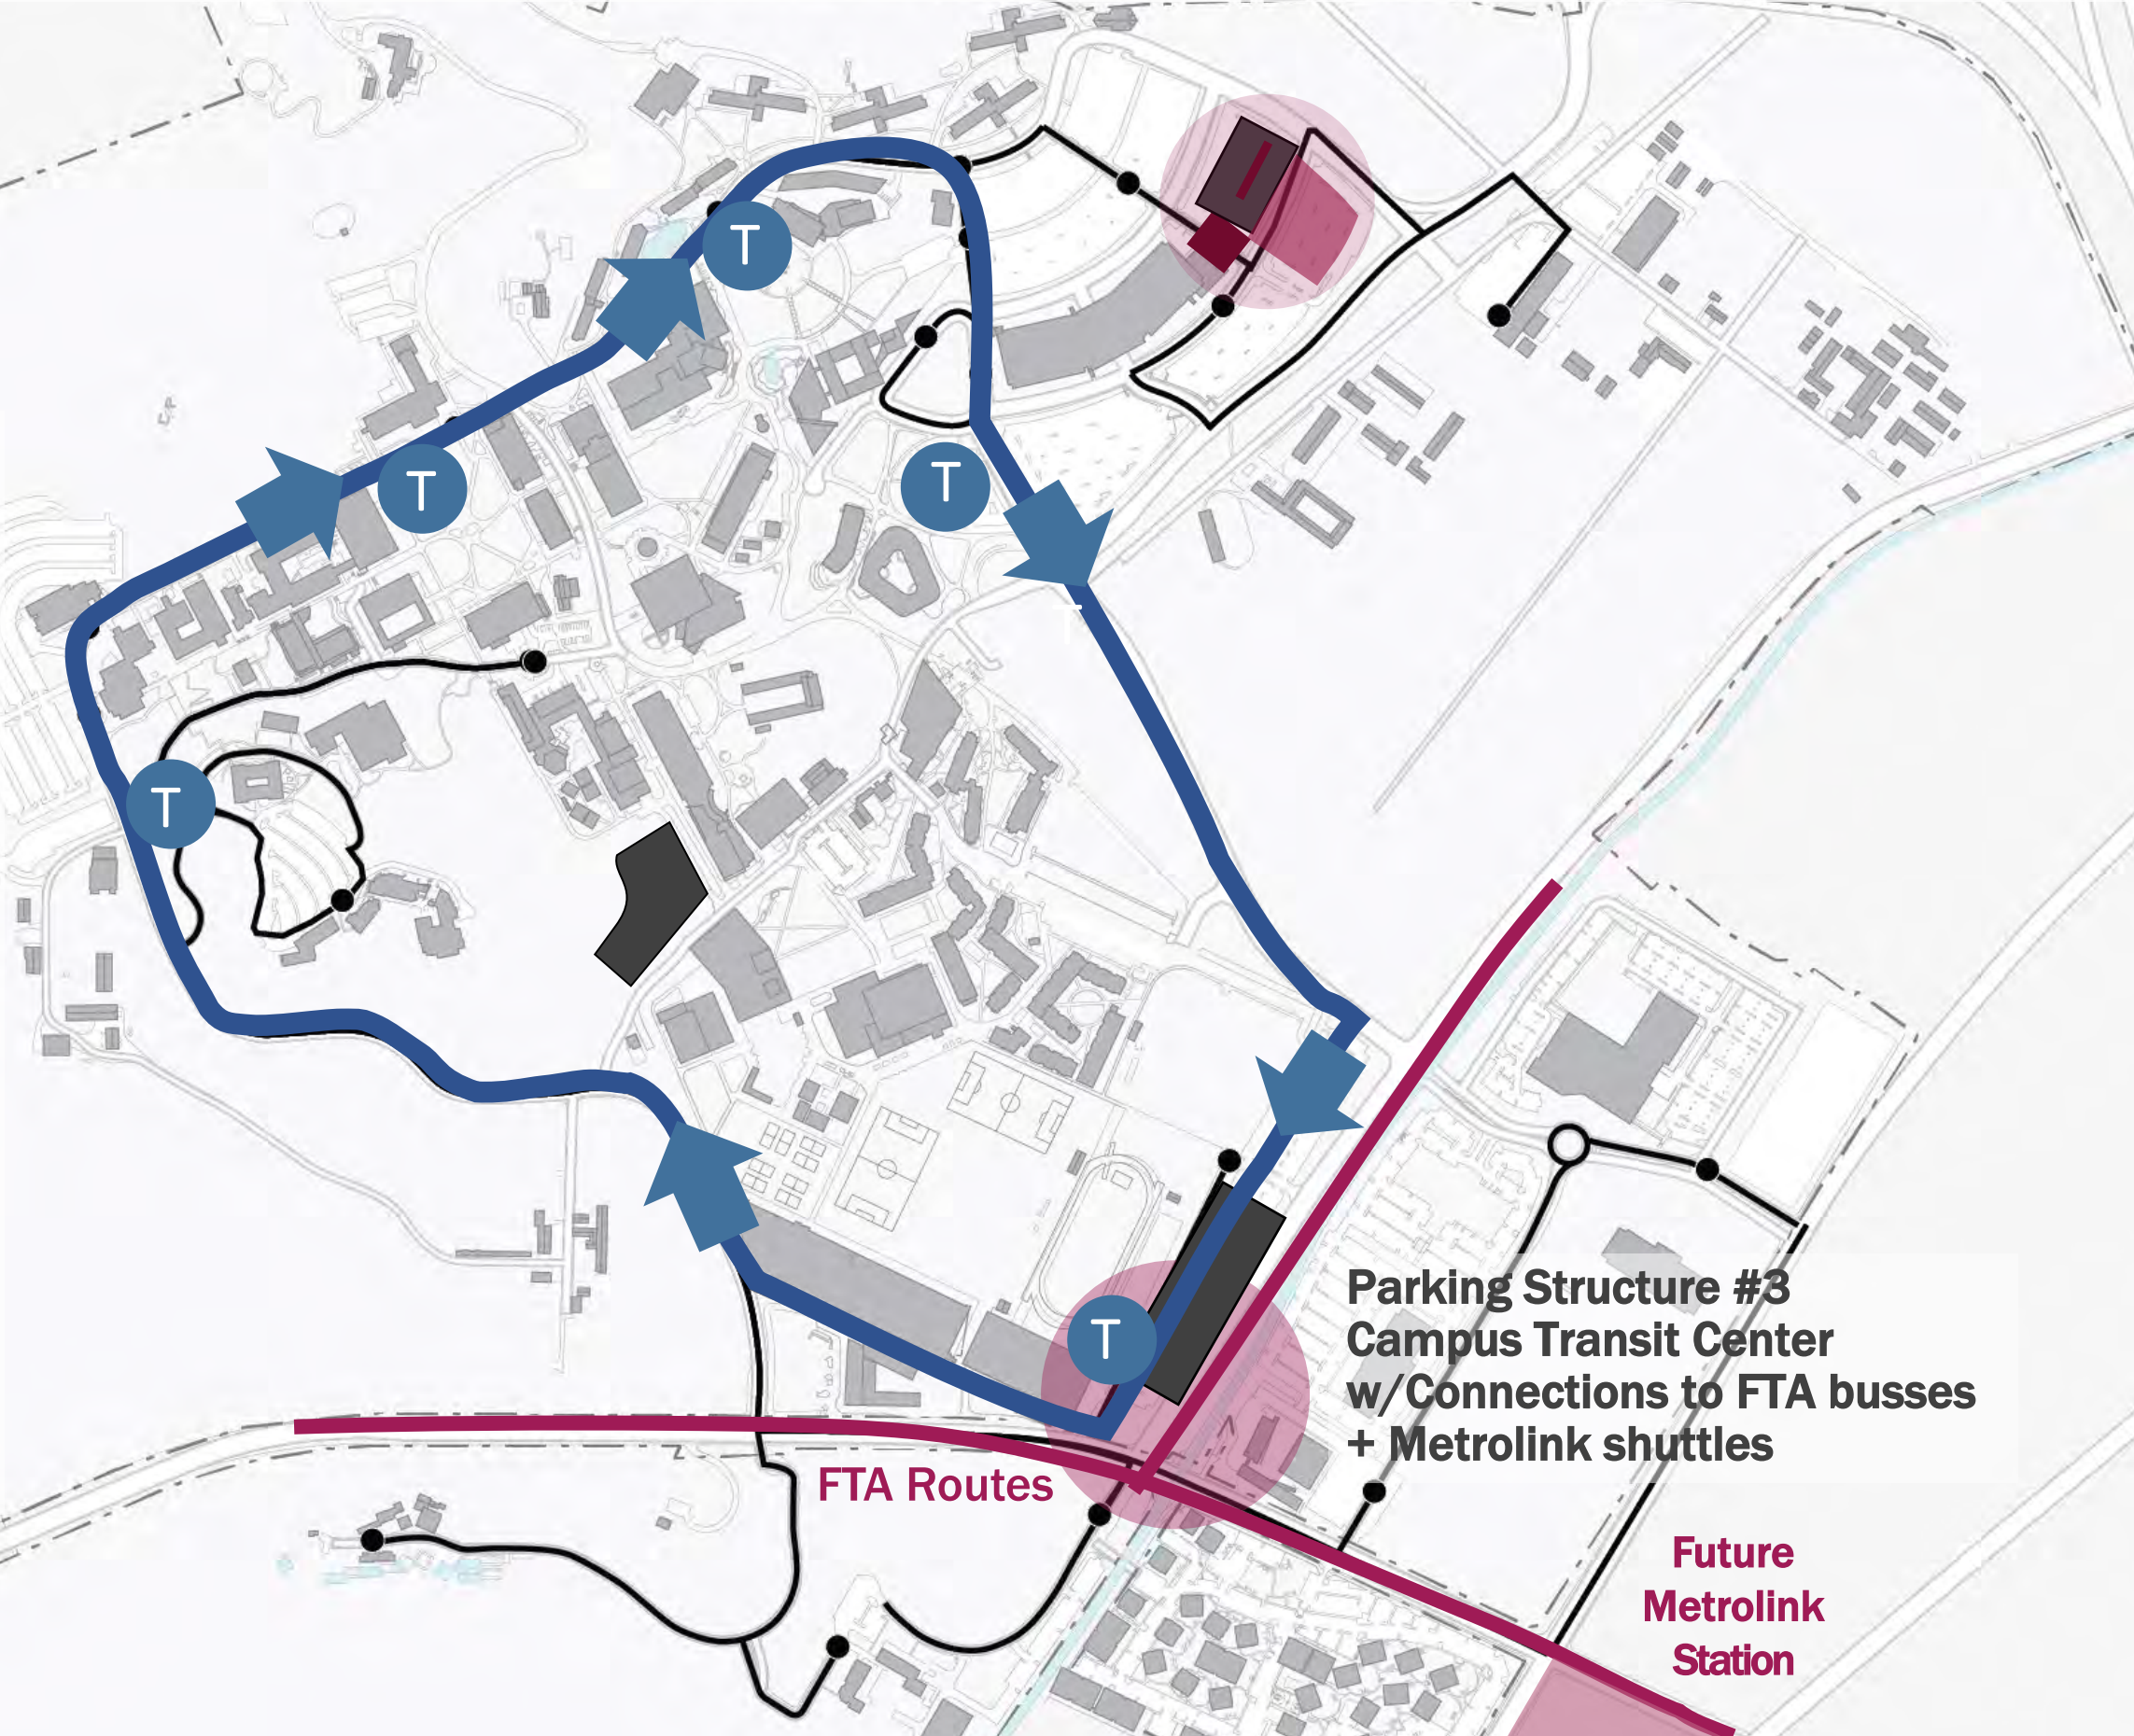 T
T
T
T
T
T
Parking Structure #3
Campus Transit Center
w/Connections to FTA busses
+ Metrolink shuttles
FTA Routes
Future
Metrolink
Station